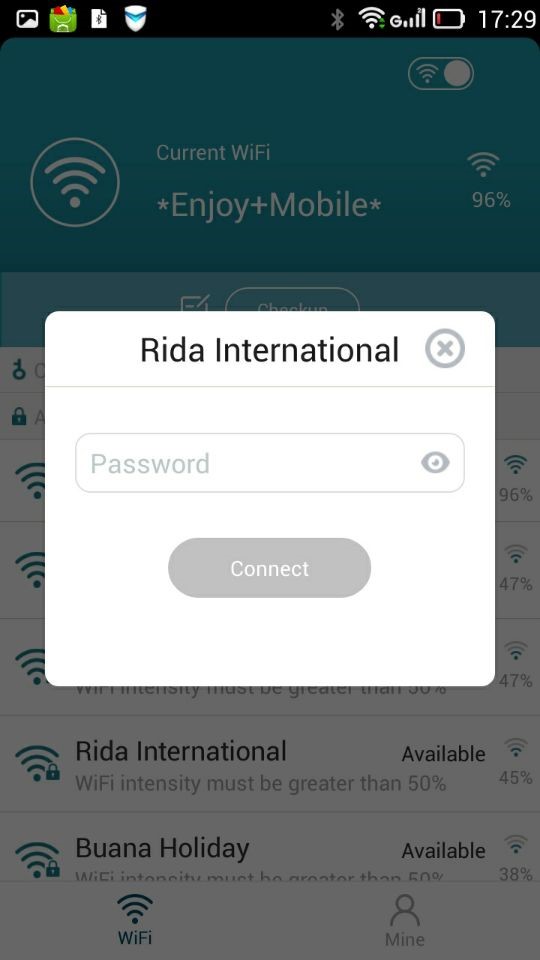 17:29
Current WiFi
*Enjoy+Mobile*
96%
Checkup
Rida International
Password
Connect
96%
47%
47%
WiFi intensity must be greater than 50%
Rida International
Available
WiFi intensity must be greater than 50%
45%
Buana Holiday
Available
WiFi intensity must be greater than 50%
38%
WiFi
Mine